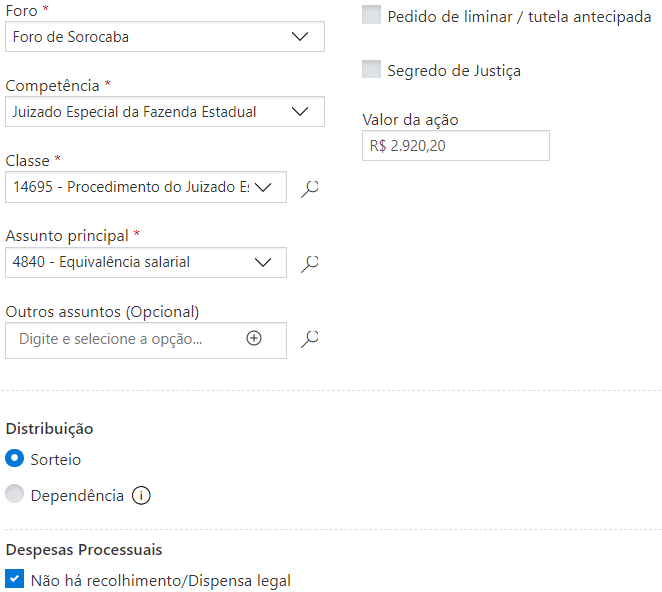 Foro *
Foro de Sorocaba
Competência *
Juizado Especial da Fazenda Estadual
Classe *
14695 - Procedimento do Juizado Es
Assunto principal *
4840 - Equivalência salarial
Outros assuntos (Opcional)
Digite e selecione a opção...
Pedido de liminar / tutela antecipada
Segredo de Justiça
Valor da ação
R$ 2.920,20
Distribuição
Sorteio
Dependência
Despesas Processuais
Não há recolhimento/Dispensa legal